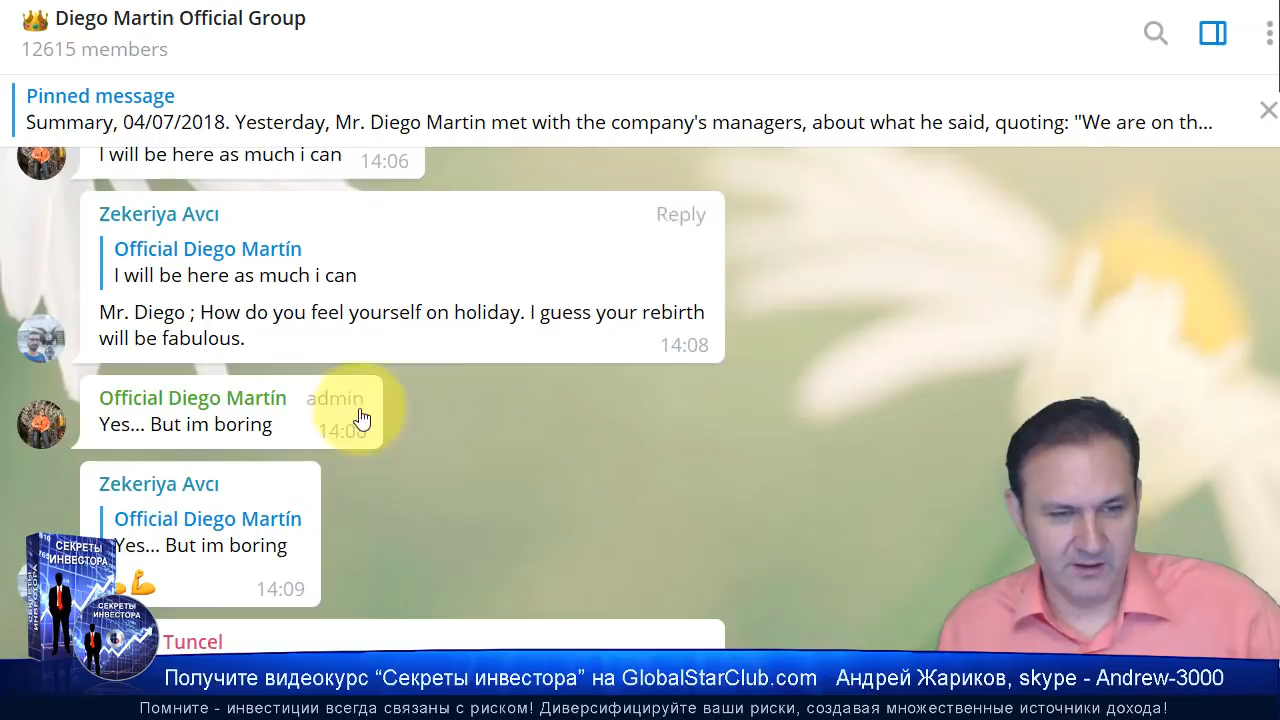 👑 Diego Martin Official Group
12615 members
Pinned message
Summary, 04/07/2018. Yesterday, Mr. Diego Martin met with the company's managers, about what he said, quoting: "We are on th...
I will be here as much i can 14:06
Zekeriya Avcı Reply
Official Diego Martín
I will be here as much i can
Mr. Diego ; How do you feel yourself on holiday. I guess your rebirth
will be fabulous. 14:08
Official Diego Martín admin
Yes... But im boring
Zekeriya Avcı
Official Diego Martín
Yes... But im boring
💪 14:09
Tuncel
СЕКРЕТЫ
ИНВЕСТОРА
СЕКРЕТЫ
ИНВЕСТОРА
Получите видеокурс “Секреты инвестора” на GlobalStarClub.com Андрей Жариков, skype - Andrew-3000
Помните - инвестиции всегда связаны с риском! Диверсифицируйте ваши риски, создавая множественные источники дохода!